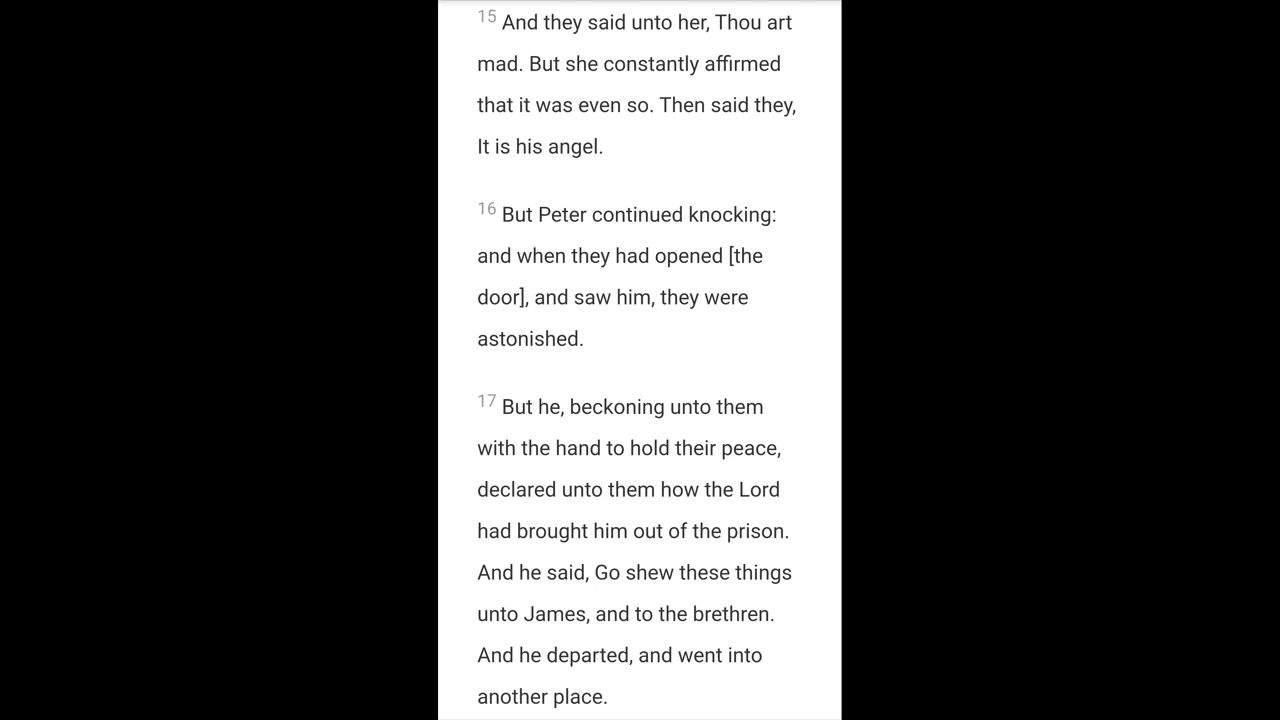 15 And they said unto her, Thou art
mad. But she constantly affirmed
that it was even so. Then said they,
It is his angel.
16 But Peter continued knocking:
and when they had opened [the
door], and saw him, they were
astonished.
17 But he, beckoning unto them
with the hand to hold their peace,
declared unto them how the Lord
had brought him out of the prison.
And he said, Go shew these things
unto James, and to the brethren.
And he departed, and went into
another place.